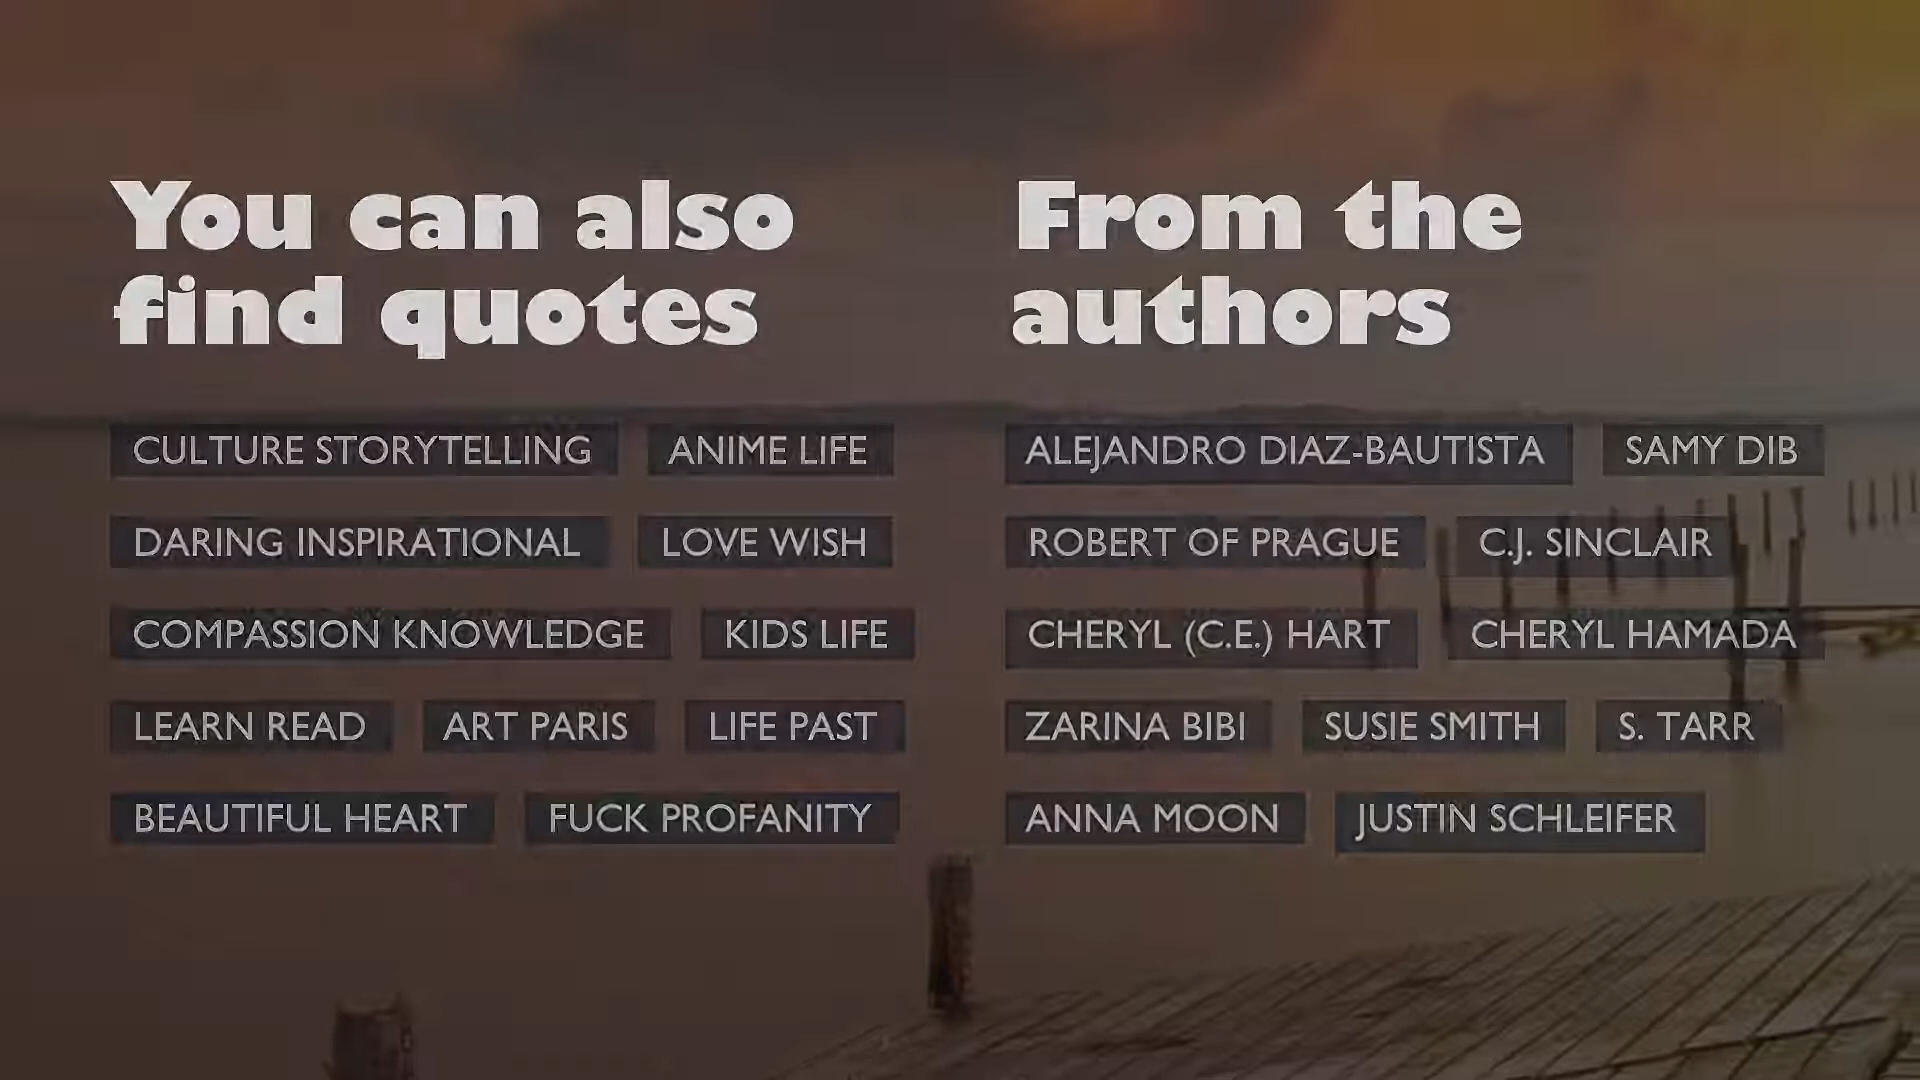 You can also
find quotes
CULTURE STORYTELLING ANIME LIFE
DARING INSPIRATIONAL LOVE WISH
COMPASSION KNOWLEDGE KIDS LIFE
LEARN READ ART PARIS LIFE PAST
BEAUTIFUL HEART FUCK PROFANITY
From the
authors
ALEJANDRO DIAZ-BAUTISTA SAMY DIB
ROBERT OF PRAGUE C.J. SINCLAIR
CHERYL (C.E.) HART CHERYL HAMADA
ZARINA BIBI SUSIE SMITH S. TARR
ANNA MOON JUSTIN SCHLEIFER